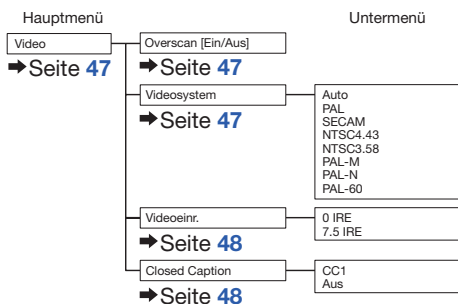 Hauptmenü
Untermenü
Video
➡Seite 47
Overscan [Ein/Aus]
➡Seite 47
Videosystem
➡Seite 47
Auto
PAL
SECAM
NTSC4.43
NTSC3.58
PAL-M
PAL-N
PAL-60
Videoeinr.
➡Seite 48
0 IRE
7.5 IRE
Closed Caption
➡Seite 48
CC1
Aus